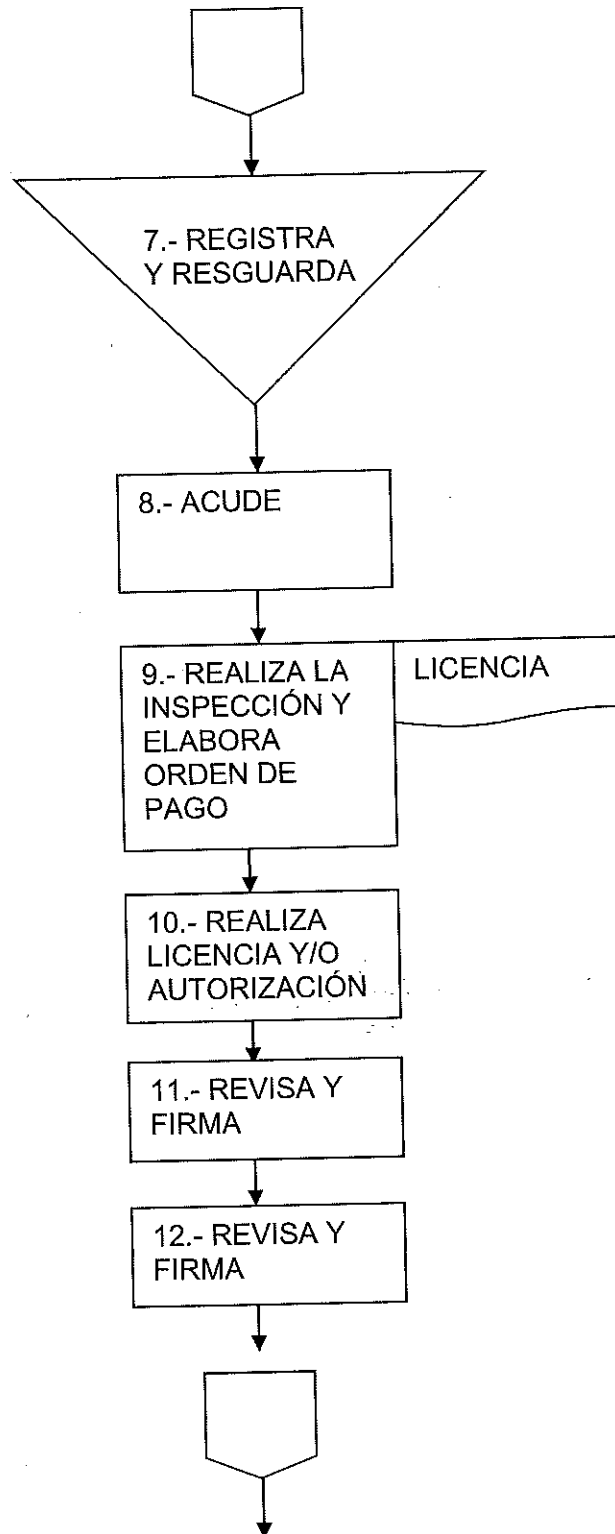 7.- REGISTRA
Y RESGUARDA
8.- ACUDE
9.- REALIZA LA
INSPECCIÓN Y
ELABORA
ORDEN DE
PAGO
LICENCIA
10.- REALIZA
LICENCIA Y/O
AUTORIZACIÓN
11.- REVISA Y
FIRMA
12.- REVISA Y
FIRMA